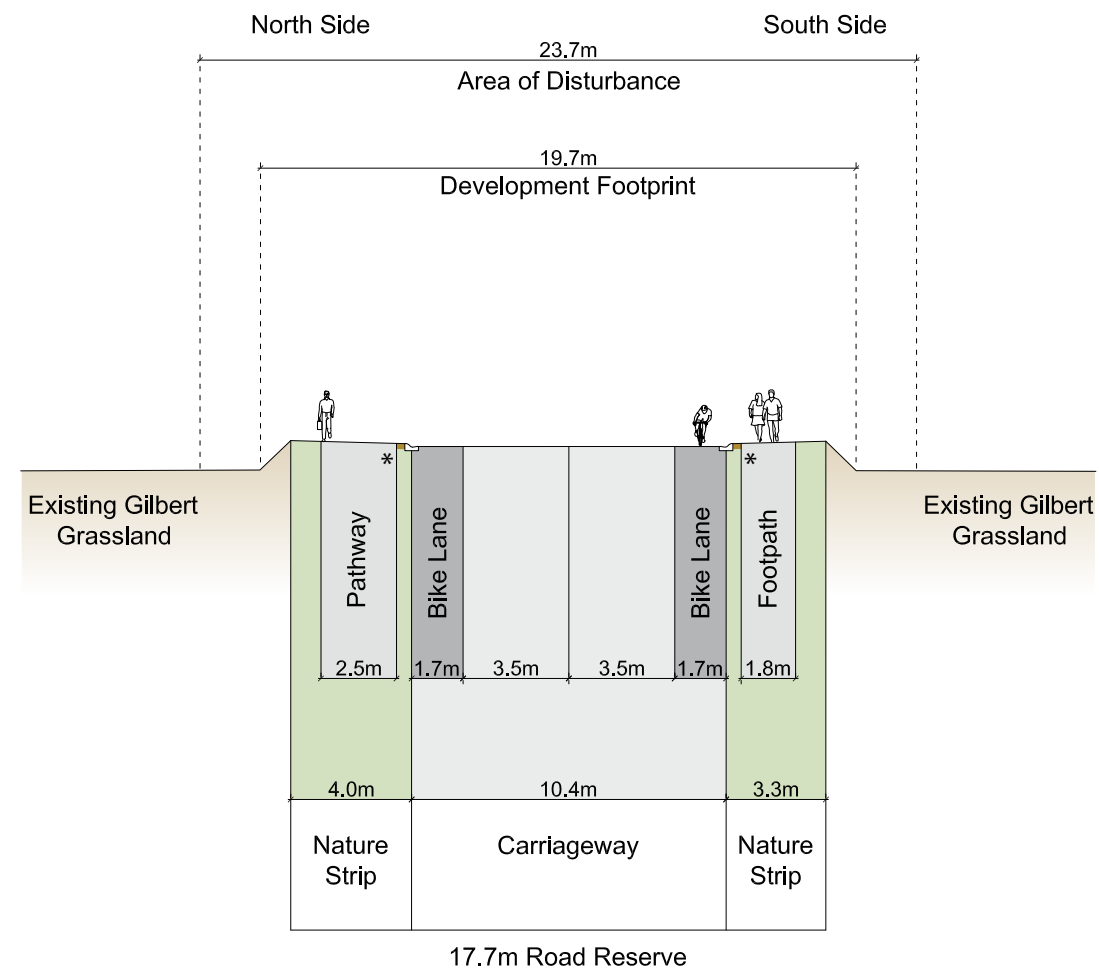 North Side
South Side
23.7m
Area of Disturbance
19.7m
Development Footprint
*
*
Existing Gilbert
Grassland
Existing Gilbert
Grassland
Pathway
Bike Lane
Bike Lane
Footpath
2.5m
1.7m
3.5m
3.5m
1.7m
1.8m
4.0m
10.4m
3.3m
Nature
Strip
Carriageway
Nature
Strip
17.7m Road Reserve